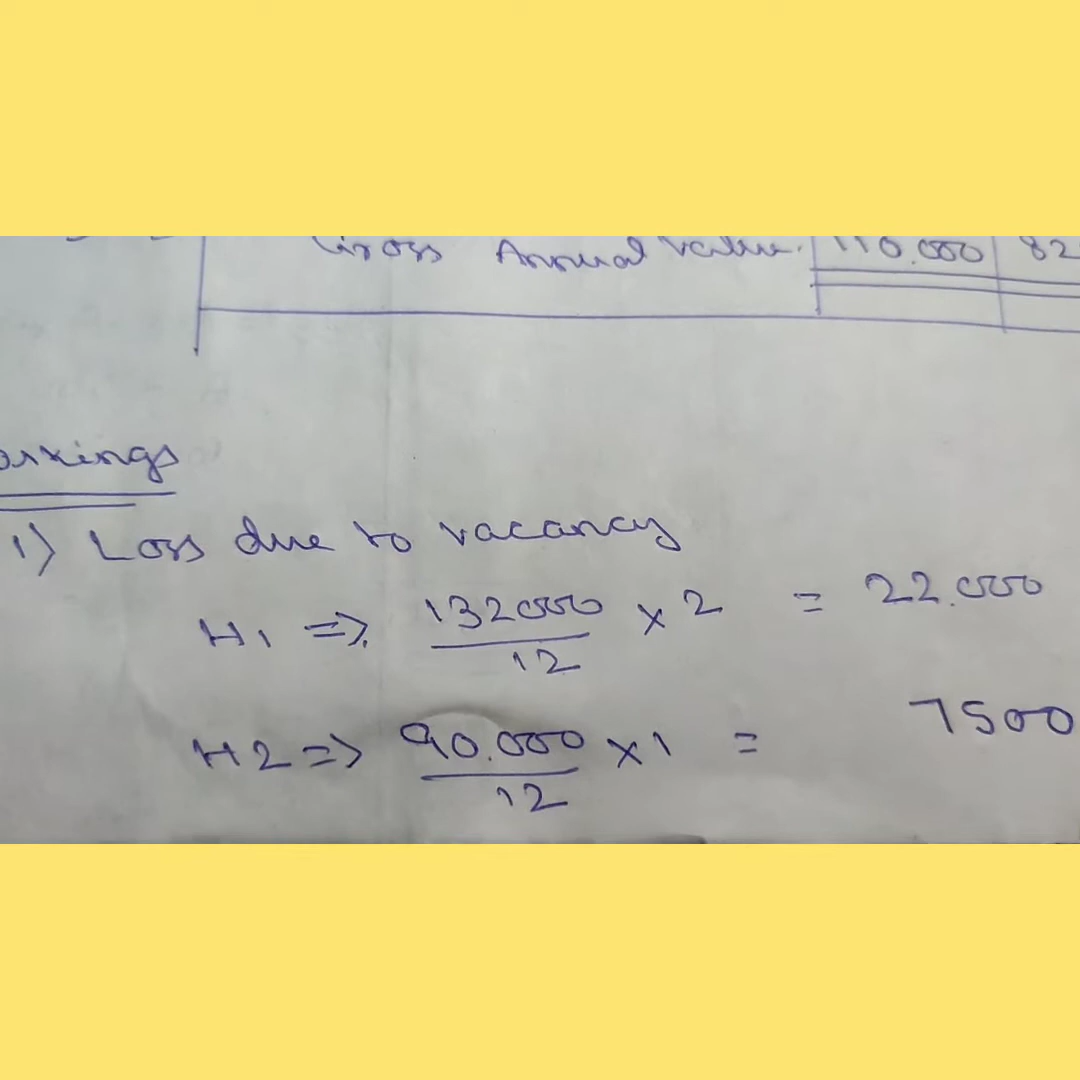 Gross Annual Value. 110.000 82
orkings
1) Loss due to vacancy
H1 => 132000 / 12 x 2 = 22.000
H2 => 90.000 / 12 x 1 = 7500